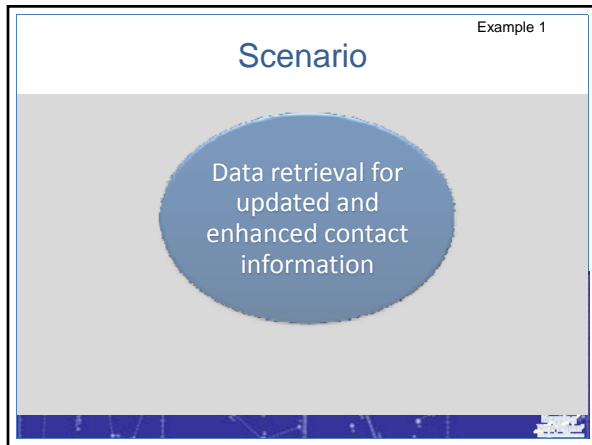 Example 1
Scenario
Data retrieval for
updated and
enhanced contact
information